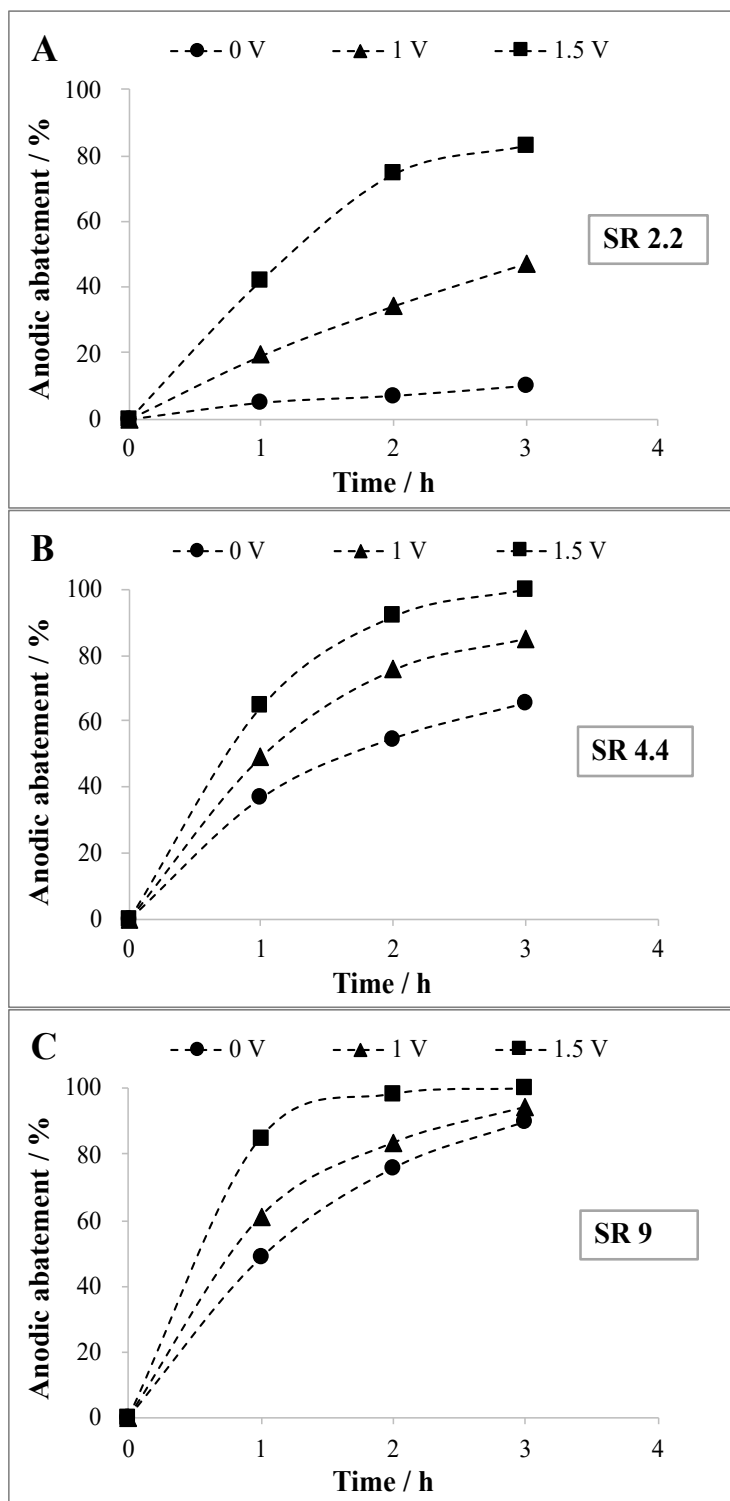 A
0 V 1 V 1.5 V
100
80
60
40
20
0
0 1 2 3 4
Anodic abatement / %
Time / h
SR 2.2
B
0 V 1 V 1.5 V
100
80
60
40
20
0
0 1 2 3 4
Anodic abatement / %
Time / h
SR 4.4
C
0 V 1 V 1.5 V
100
80
60
40
20
0
0 1 2 3 4
Anodic abatement / %
Time / h
SR 9